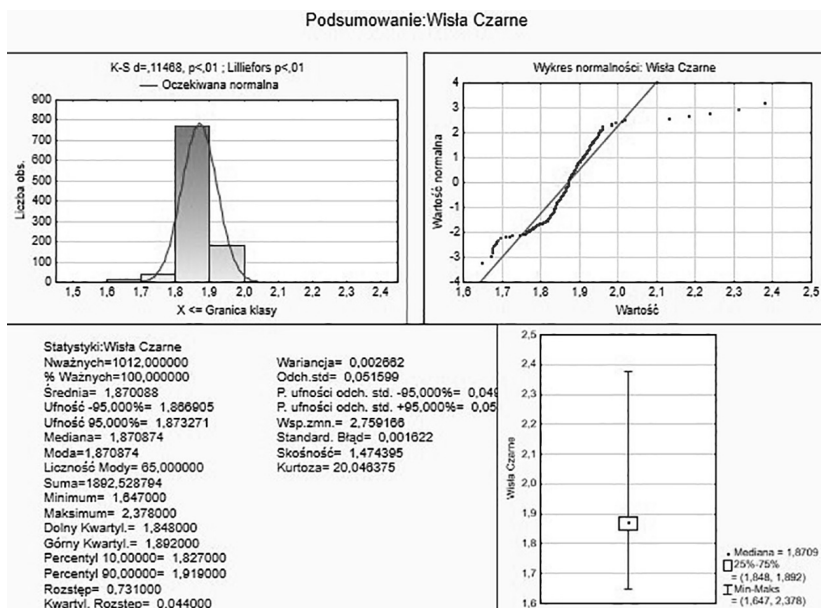 Podsumowanie:Wisła Czarne
K-S d=,11468, p<,01 ; Lilliefors p<,01
Oczekiwana normalna
900
800
700
600
500
400
300
200
100
0
Liczba obs.
1,5 1,6 1,7 1,8 1,9 2,0 2,1 2,2 2,3 2,4
X <= Granica klasy
Wykres normalności: Wisła Czarne
4
3
2
1
0
-1
-2
-3
-4
Wartość normalna
1,6 1,7 1,8 1,9 2,0 2,1 2,2 2,3 2,4 2,5
Wartość
Statystyki:Wisła Czarne
Nważnych=1012,000000
% Ważnych=100,000000
Średnia= 1,870088
Ufność -95,000%= 1,866905
Ufność 95,000%= 1,873271
Mediana= 1,870874
Moda=1,870874
Liczność Mody= 65,000000
Suma=1892,528794
Minimum= 1,647000
Maksimum= 2,378000
Dolny Kwartyl.= 1,848000
Górny Kwartyl.= 1,892000
Percentyl 10,00000= 1,827000
Percentyl 90,00000= 1,919000
Rozstęp= 0,731000
Kwartyl. Rozstęp= 0,044000
Wariancja= 0,002662
Odch.std= 0,051599
P. ufności odch. std. -95,000%= 0,049
P. ufności odch. std. +95,000%= 0,05
Wsp.zmn.= 2,759166
Standard. Błąd= 0,001622
Skośność= 1,474395
Kurtoza= 20,046375
2,5
2,4
2,3
2,2
2,1
2,0
1,9
1,8
1,7
1,6
Wisła Czarne
Mediana = 1,8709
25%-75%
= (1,848, 1,892)
Min-Maks
= (1,647, 2,378)